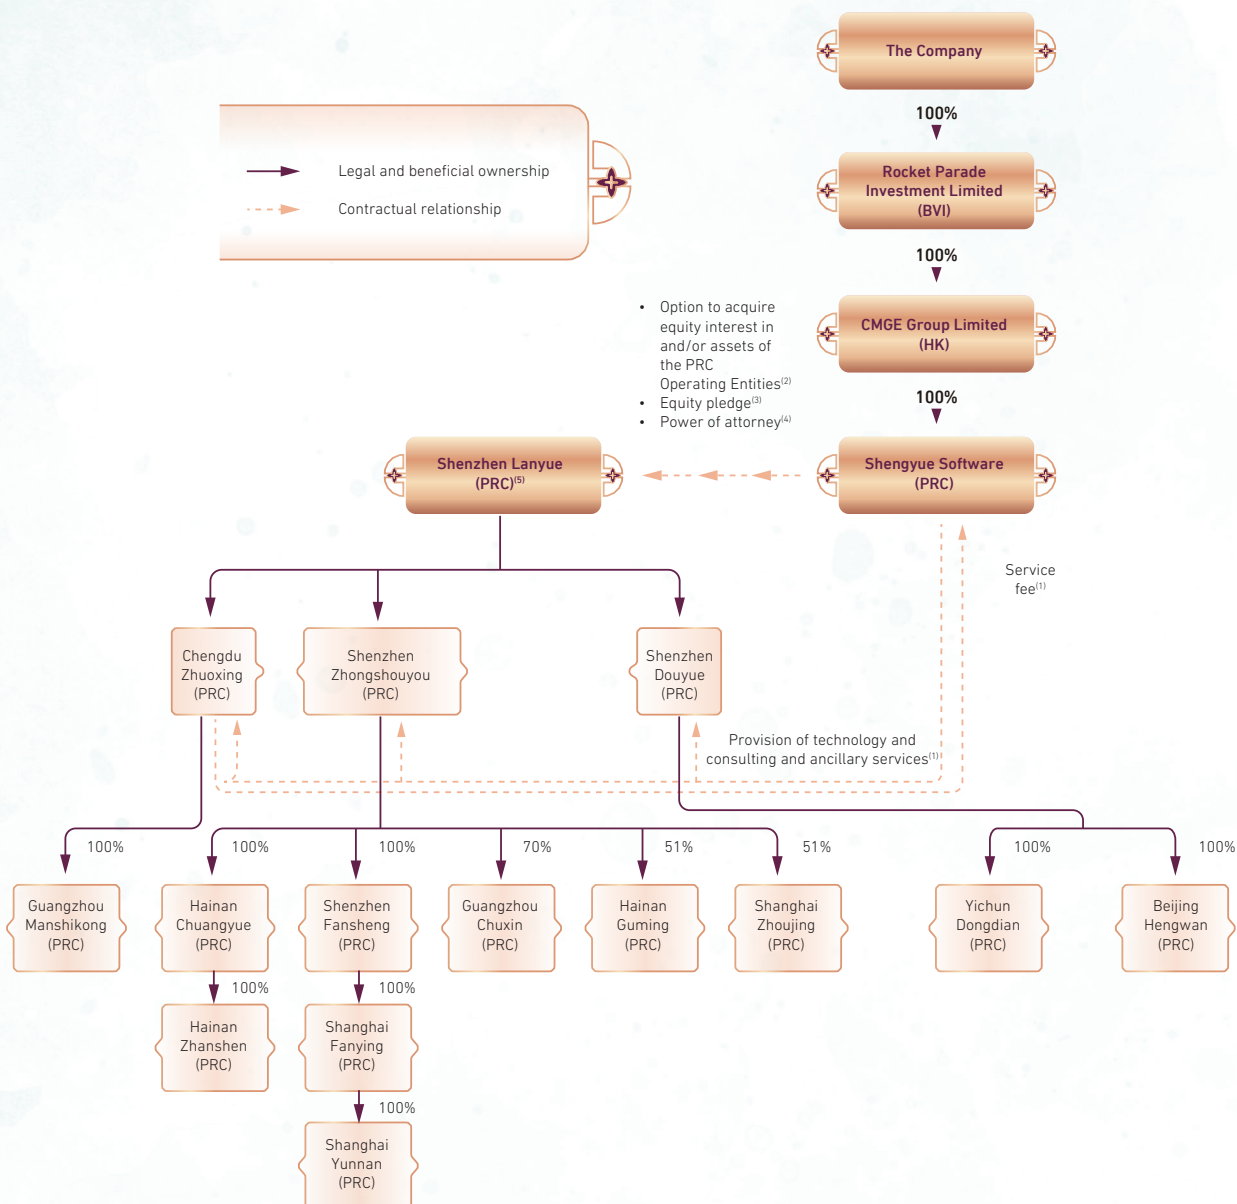 The Company
100%
Rocket Parade
Investment Limited
(BVI)
100%
CMGE Group Limited
(HK)
100%
Shengyue Software
(PRC)
Legal and beneficial ownership
Contractual relationship
• Option to acquire
equity interest in
and/or assets of
the PRC
Operating Entities(2)
• Equity pledge(3)
• Power of attorney(4)
Shenzhen Lanyue
(PRC)(5)
Service
fee(1)
Chengdu
Zhuoxing
(PRC)
Shenzhen
Zhongshouyou
(PRC)
Shenzhen
Douyue
(PRC)
Provision of technology and
consulting and ancillary services(1)
100%
100%
100%
70%
51%
51%
100%
100%
Guangzhou
Manshikong
(PRC)
Hainan
Chuangyue
(PRC)
Shenzhen
Fansheng
(PRC)
Guangzhou
Chuxin
(PRC)
Hainan
Guming
(PRC)
Shanghai
Zhoujing
(PRC)
Yichun
Dongdian
(PRC)
Beijing
Hengwan
(PRC)
100%
100%
Hainan
Zhanshen
(PRC)
Shanghai
Fanying
(PRC)
100%
Shanghai
Yunnan
(PRC)